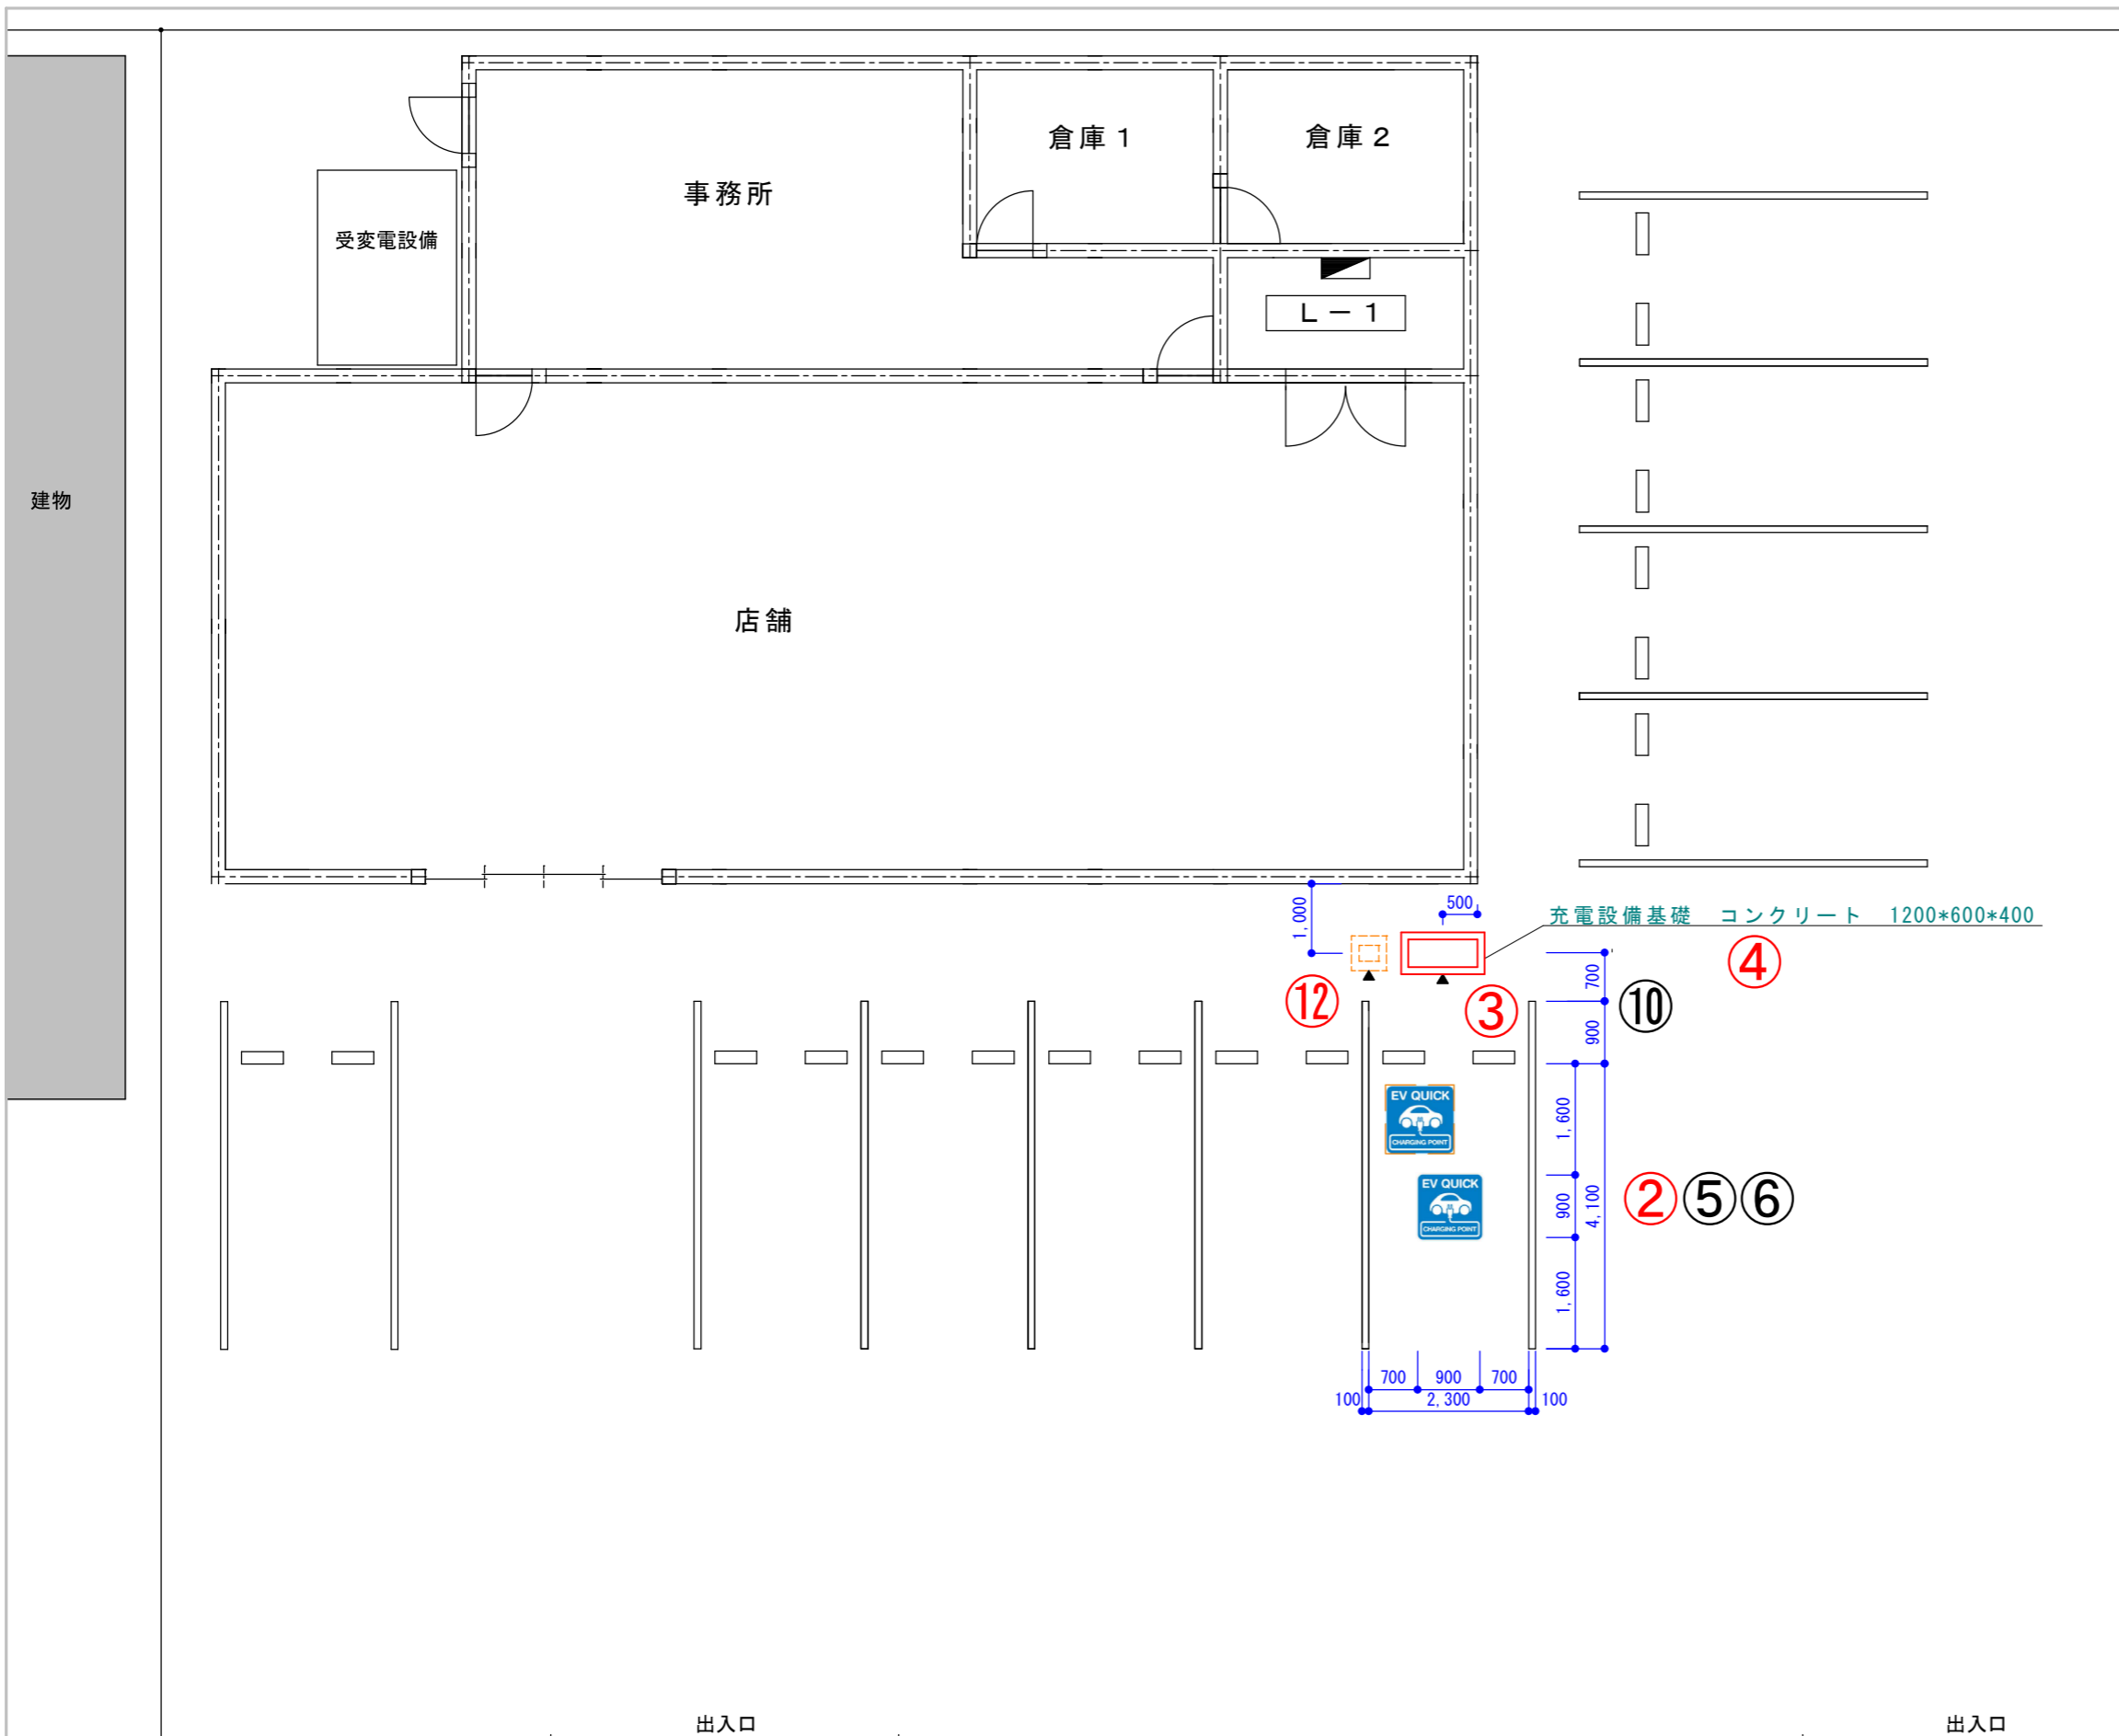 倉庫１
倉庫２
事務所
受変電設備
Ｌ－１
建物
店舗
1,000
500
充電設備基礎　コンクリート　1200*600*400
④
700
⑫
③
⑩
900
EV QUICK
CHARGING POINT
1,600
EV QUICK
CHARGING POINT
900
4,100
②⑤⑥
1,600
700
900
700
100
2,300
100
出入口
出入口